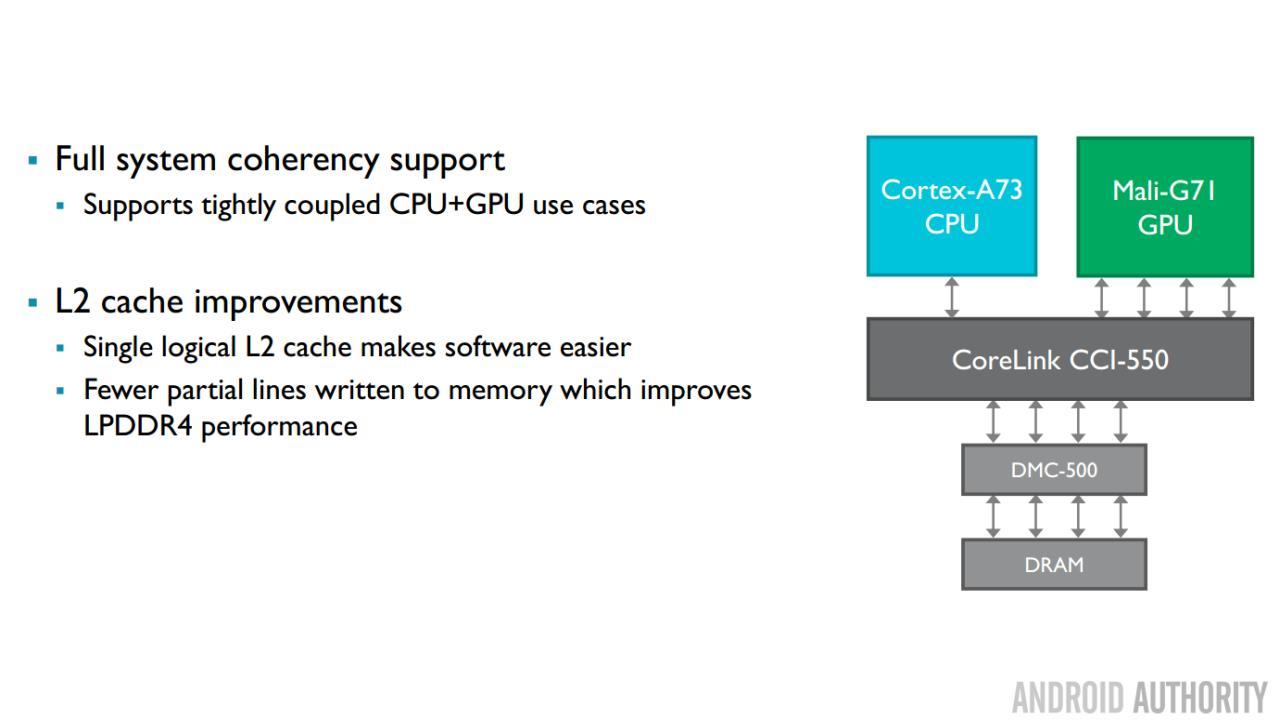 Full system coherency support
Supports tightly coupled CPU+GPU use cases
L2 cache improvements
Single logical L2 cache makes software easier
Fewer partial lines written to memory which improves
LPDDR4 performance
Cortex-A73
CPU
Mali-G71
GPU
CoreLink CCI-550
DMC-500
DRAM
ANDROID AUTHORITY